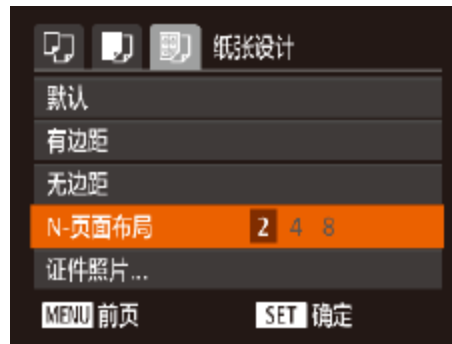 纸张设计
默认
有边距
无边距
N-页面布局 2 4 8
证件照片...
MENU 前页 SET 确定